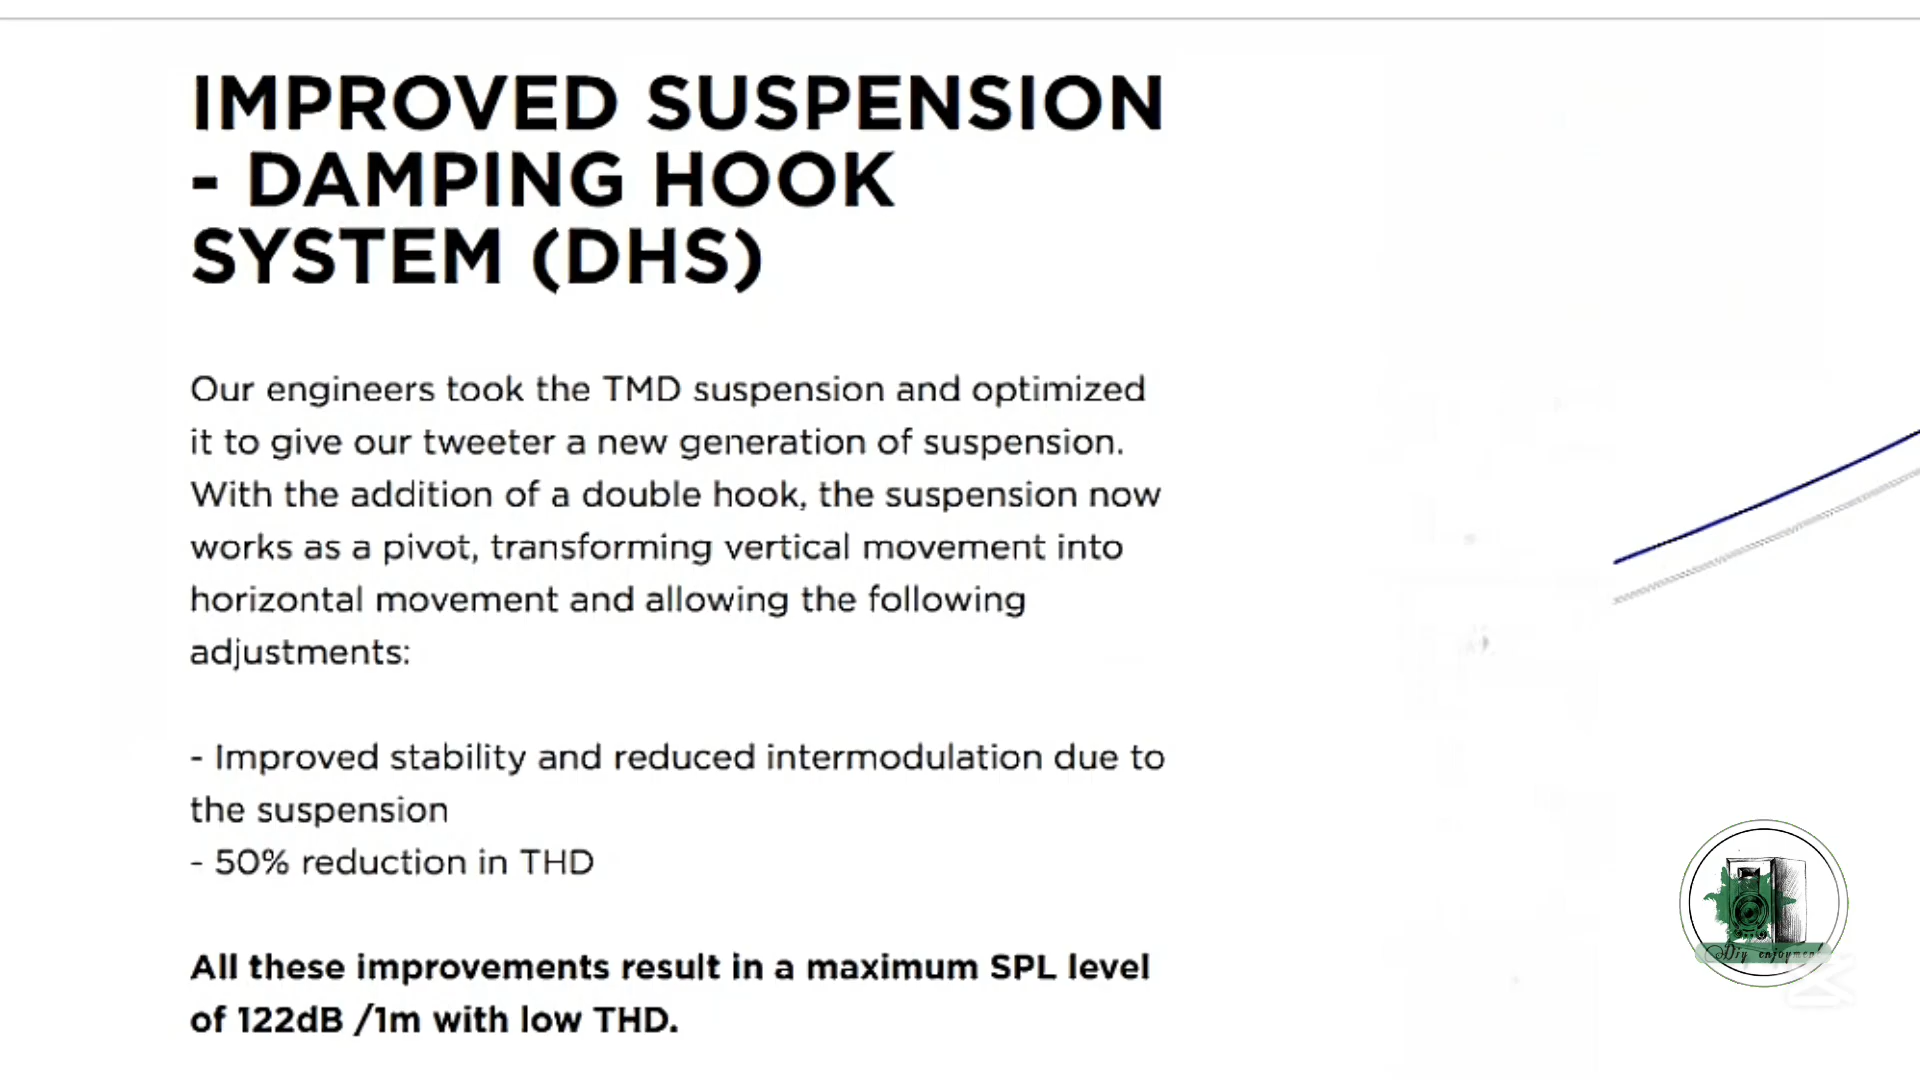 IMPROVED SUSPENSION
- DAMPING HOOK
SYSTEM (DHS)
Our engineers took the TMD suspension and optimized
it to give our tweeter a new generation of suspension.
With the addition of a double hook, the suspension now
works as a pivot, transforming vertical movement into
horizontal movement and allowing the following
adjustments:
- Improved stability and reduced intermodulation due to
the suspension
- 50% reduction in THD
All these improvements result in a maximum SPL level
of 122dB /1m with low THD.
Diy enjoyment